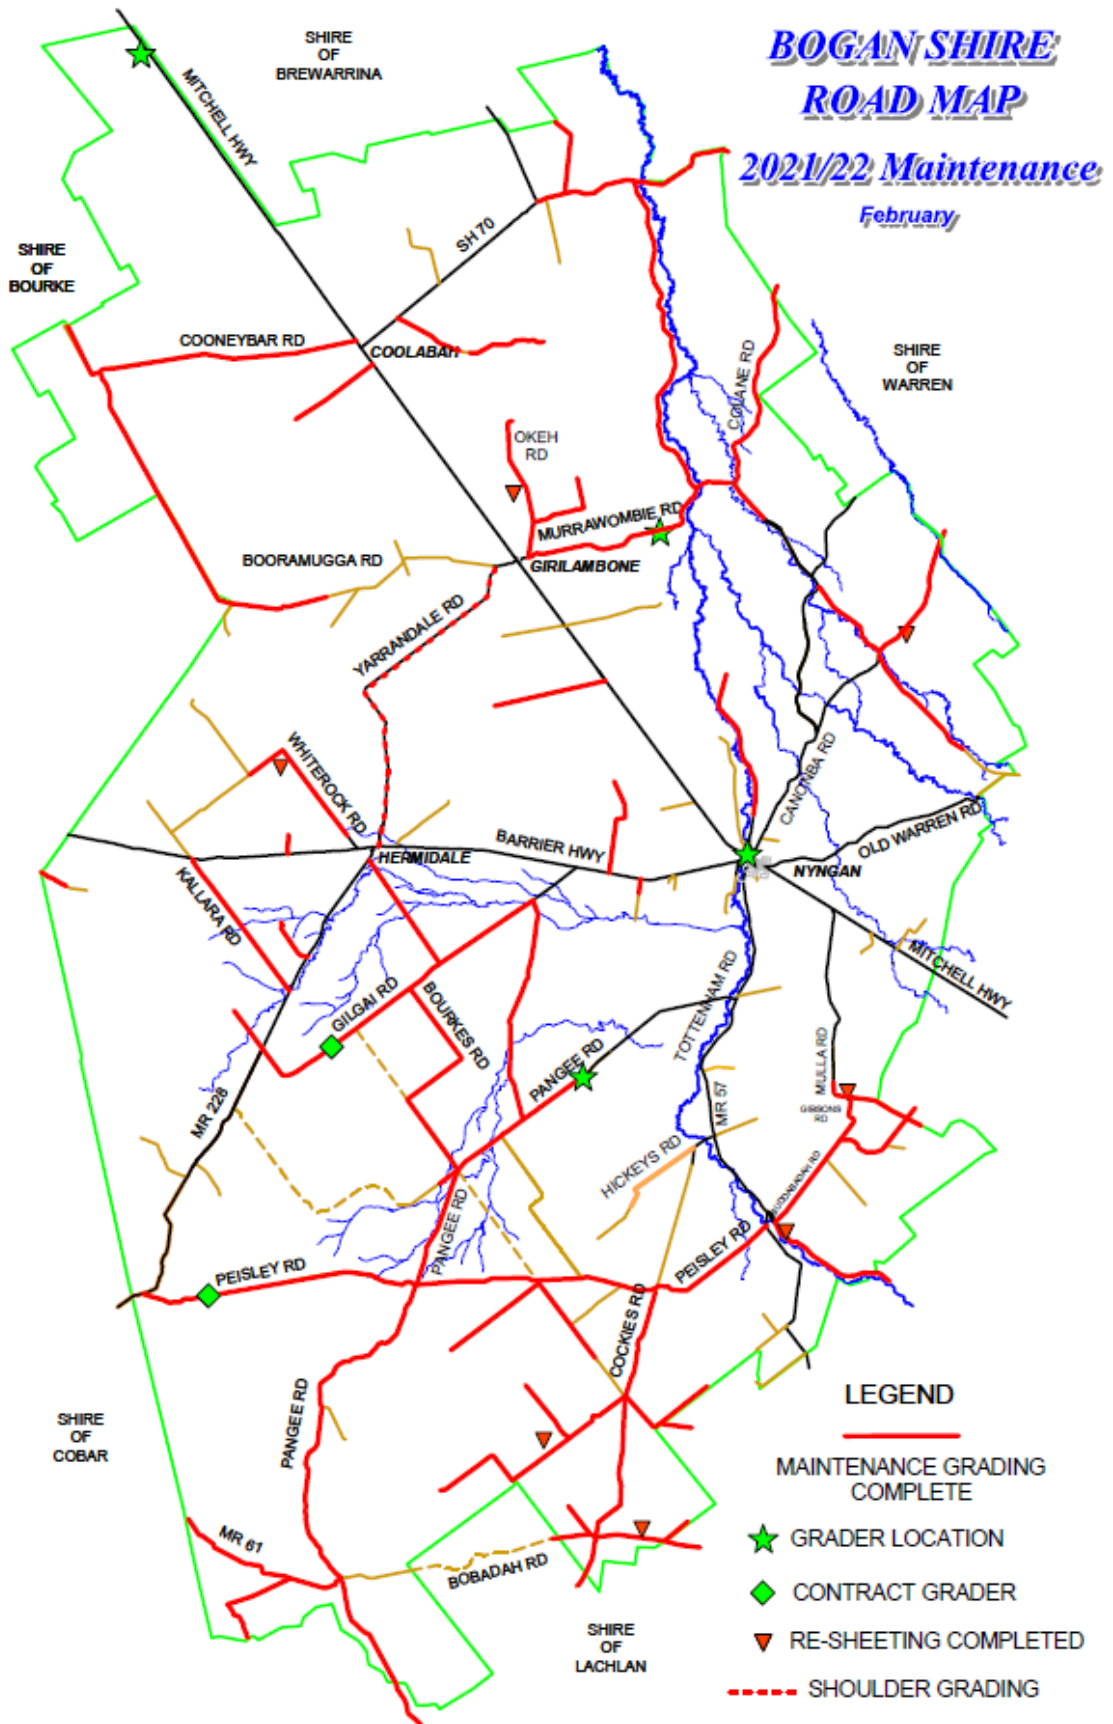 BOGAN SHIRE
ROAD MAP
2021/22 Maintenance
February
SHIRE
OF
BREWARRINA
MITCHELL HWY
SH 70
SHIRE
OF
BOURKE
COONEYBAR RD
COOLABAH
SHIRE
OF
WARREN
COLANE RD
OKEH
RD
MURRAWOMBIE RD
GIRILAMBONE
BOORAMUGGA RD
YARRANDALE RD
WHITEROCK RD
CANONBA RD
OLD WARREN RD
BARRIER HWY
HERMIDALE
NYNGAN
KALLARA RD
MITCHELL HWY
GILGAI RD
BOURKES RD
TOTTENHAM RD
PANGEE RD
MULLA RD
MR 228
MR 57
GIBBONS
RD
HICKEYS RD
BUDDABADAH RD
PANGEE RD
PEISLEY RD
PEISLEY RD
COCKIES RD
PANGEE RD
SHIRE
OF
COBAR
MR 61
BOBADAH RD
SHIRE
OF
LACHLAN
LEGEND
MAINTENANCE GRADING
COMPLETE
GRADER LOCATION
CONTRACT GRADER
RE-SHEETING COMPLETED
SHOULDER GRADING